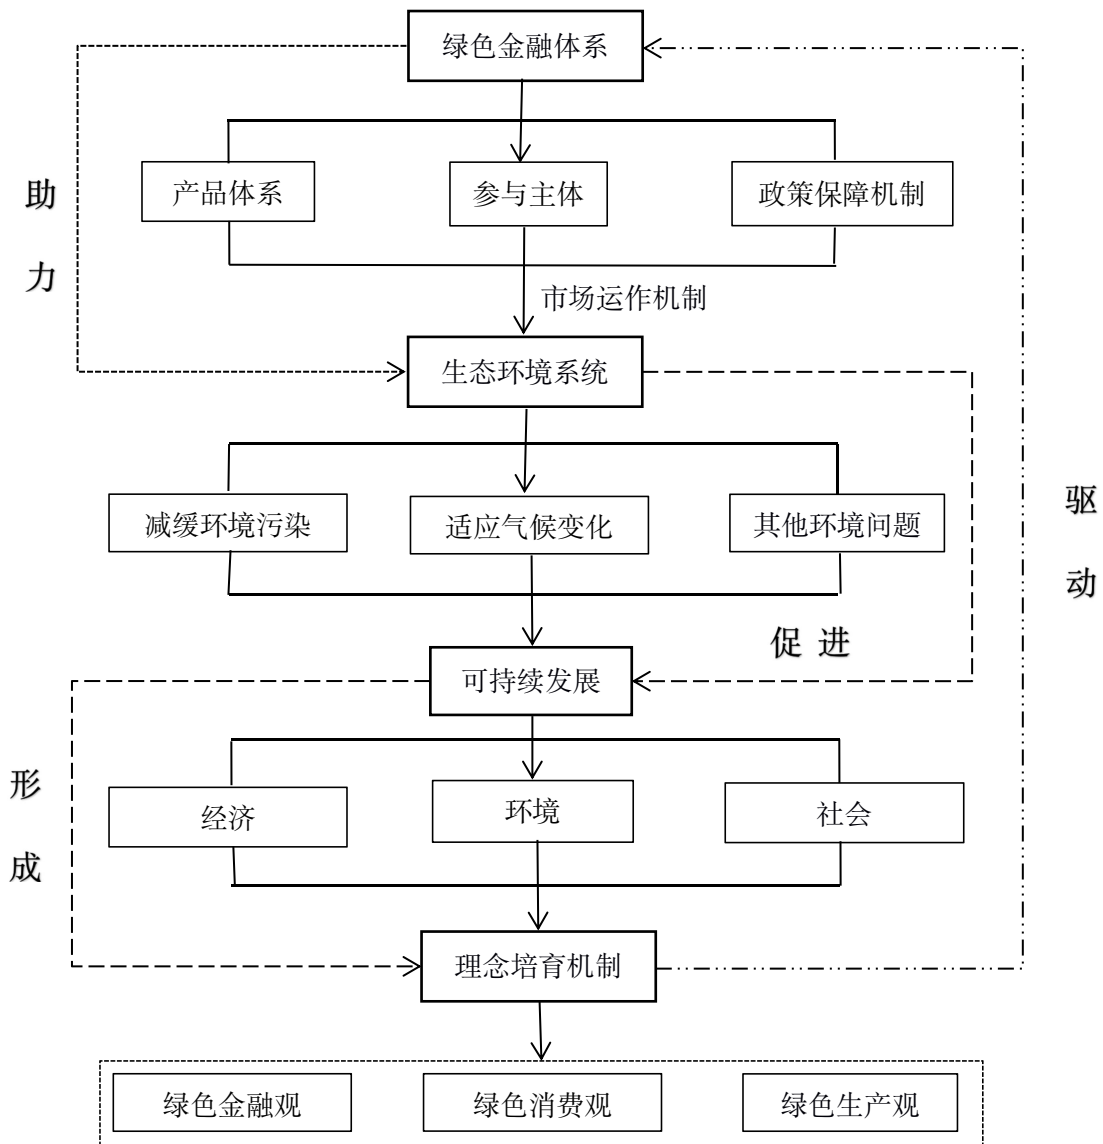 绿色金融体系
产品体系
参与主体
政策保障机制
助
力
市场运作机制
生态环境系统
减缓环境污染
适应气候变化
其他环境问题
驱
动
促 进
可持续发展
形
成
经济
环境
社会
理念培育机制
绿色金融观
绿色消费观
绿色生产观